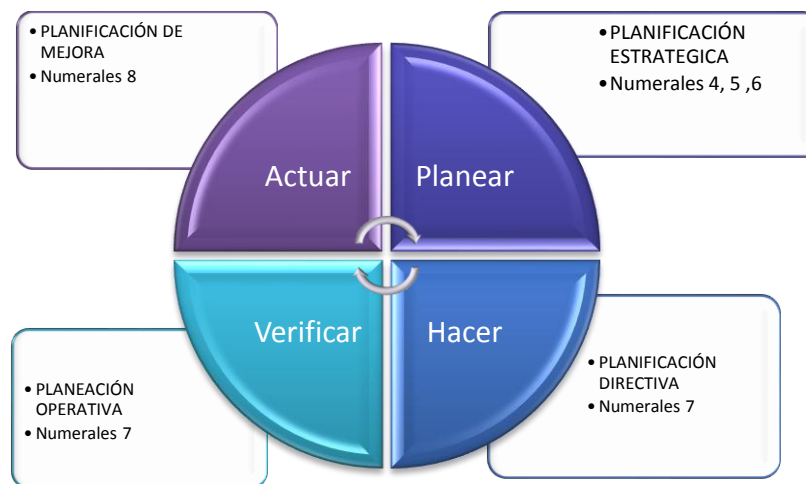 • PLANIFICACIÓN DE
MEJORA
• Numerales 8
• PLANIFICACIÓN
ESTRATEGICA
• Numerales 4, 5 ,6
Actuar
Planear
Verificar
Hacer
• PLANEACIÓN
OPERATIVA
• Numerales 7
• PLANIFICACIÓN
DIRECTIVA
• Numerales 7